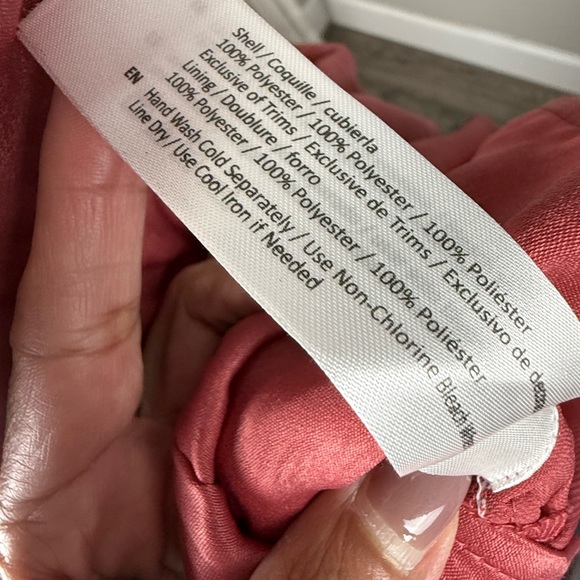 Shell / Coquille / cubierla
100% Polyester / 100% Polyester / 100% Poliéster
Exclusive of Trims / Exclusive de Trims / Exclusivo de
Lining / Doublure / forro
100% Polyester / 100% Polyester / 100% Poliéster
EN Hand Wash Cold Separately / Use Non-Chlorine Bleach
Line Dry / Use Cool Iron if Needed